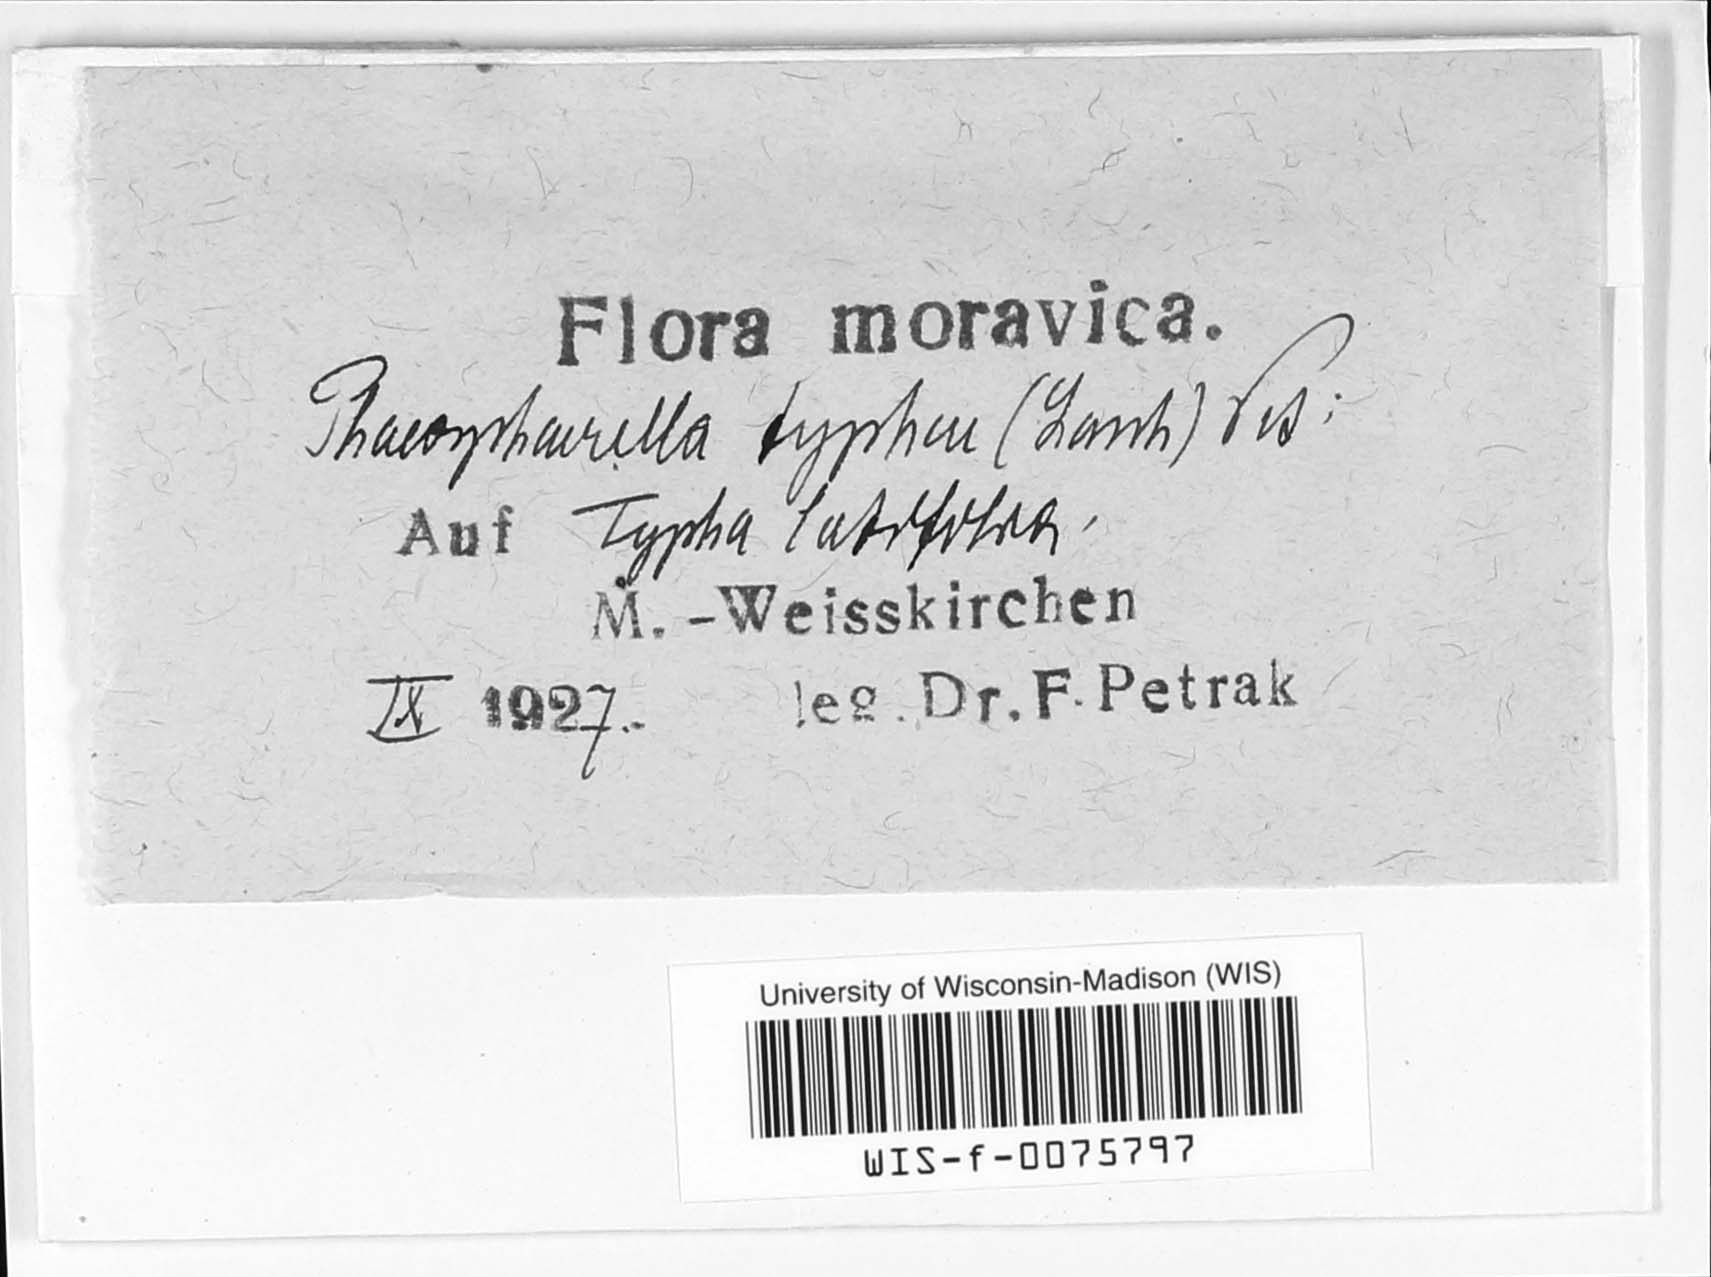 Flora moravica.
Phaeosphaerella typhae (Lasch) Pet:
Auf Typha latifolia.
M.-Weisskirchen
IX 1927. leg. Dr. F. Petrak
University of Wisconsin-Madison (WIS)
WIS-f-0075797